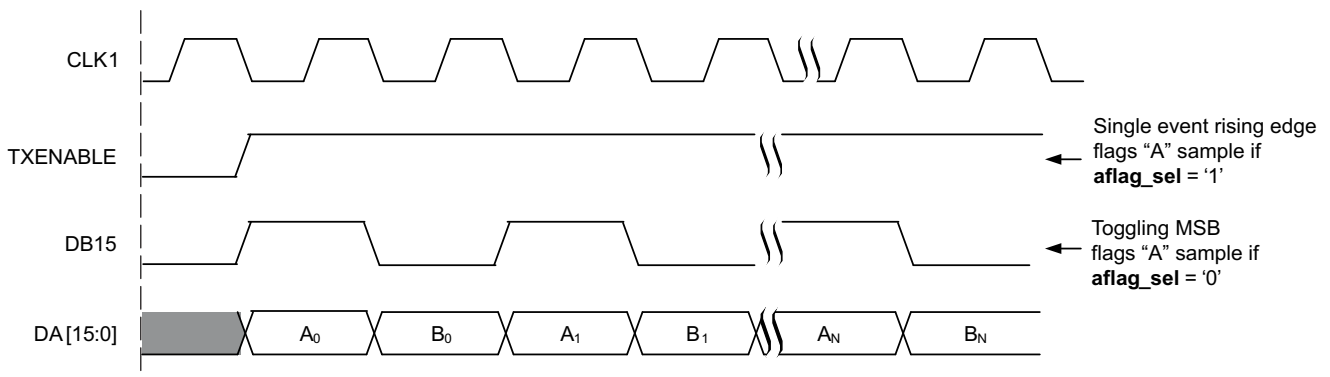 CLK1
TXENABLE
Single event rising edge
flags “A” sample if
aflag_sel = ‘1’
DB15
Toggling MSB
flags “A” sample if
aflag_sel = ‘0’
DA[15:0]
A₀ B₀ A₁ B₁ Aₙ Bₙ